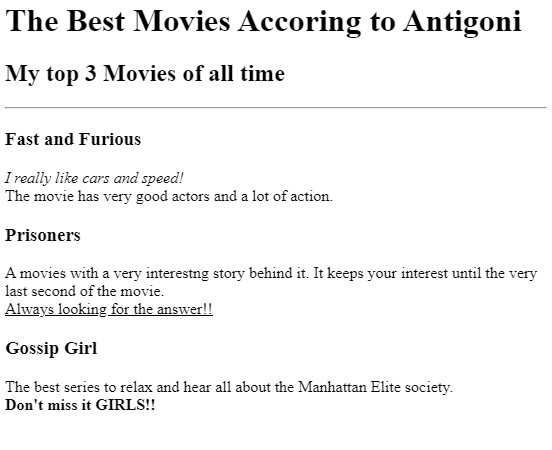 The Best Movies Accoring to Antigoni
My top 3 Movies of all time
Fast and Furious
I really like cars and speed!
The movie has very good actors and a lot of action.
Prisoners
A movies with a very interestng story behind it. It keeps your interest until the very
last second of the movie.
Always looking for the answer!!
Gossip Girl
The best series to relax and hear all about the Manhattan Elite society.
Don't miss it GIRLS!!